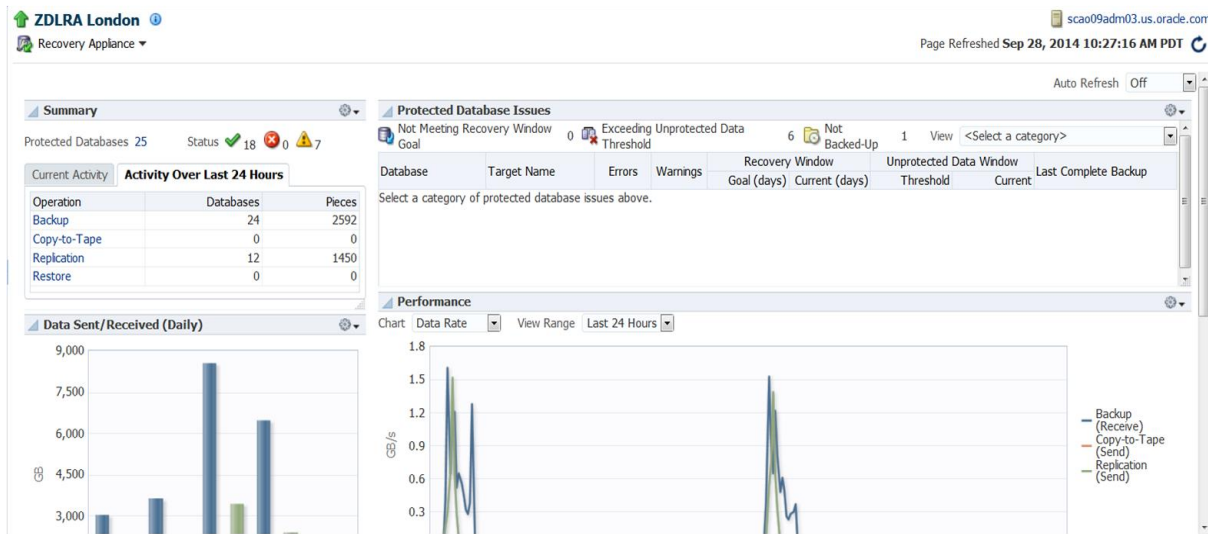 ZDLRA London
scao09adm03.us.oracle.com
Recovery Appliance
Page Refreshed Sep 28, 2014 10:27:16 AM PDT
Auto Refresh Off
Summary
Protected Databases 25 Status 18 0 7
Current Activity Activity Over Last 24 Hours
Operation Databases Pieces
Backup 24 2592
Copy-to-Tape 0 0
Replication 12 1450
Restore 0 0
Protected Database Issues
Not Meeting Recovery Window Goal 0 Exceeding Unprotected Data Threshold 6 Not Backed-Up 1 View <Select a category>
Database Target Name Errors Warnings Recovery Window Unprotected Data Window Last Complete Backup
Goal (days) Current (days) Threshold Current
Select a category of protected database issues above.
Data Sent/Received (Daily)
9,000
7,500
6,000
GB
4,500
3,000
Performance
Chart Data Rate View Range Last 24 Hours
1.8
1.5
1.2
GB/s
0.9
0.6
0.3
Backup
(Receive)
Copy-to-Tape
(Send)
Replication
(Send)